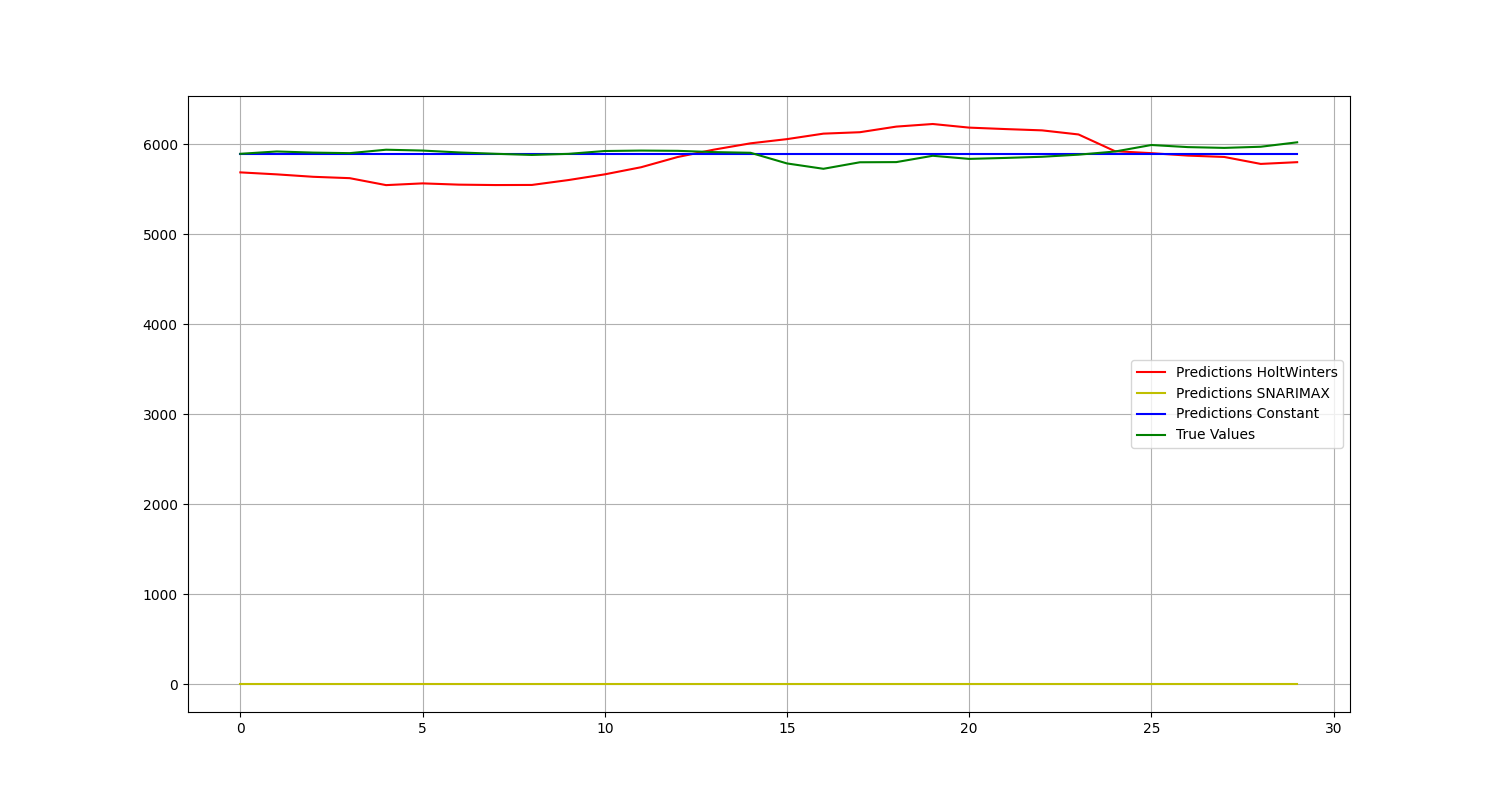 6000
5000
4000
3000
2000
1000
0
Predictions HoltWinters
Predictions SNARIMAX
Predictions Constant
True Values
0 5 10 15 20 25 30